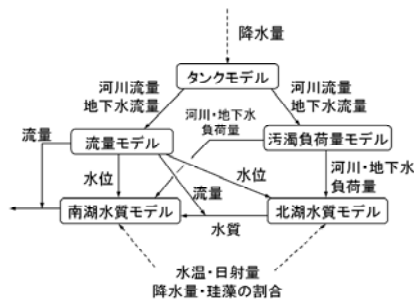 降水量
タンクモデル
河川流量
地下水流量
河川流量
地下水流量
河川・地下水
負荷量
流量
流量モデル
汚濁負荷量モデル
水位
流量
水位
河川・地下水
負荷量
南湖水質モデル
北湖水質モデル
水質
水温・日射量
降水量・珪藻の割合